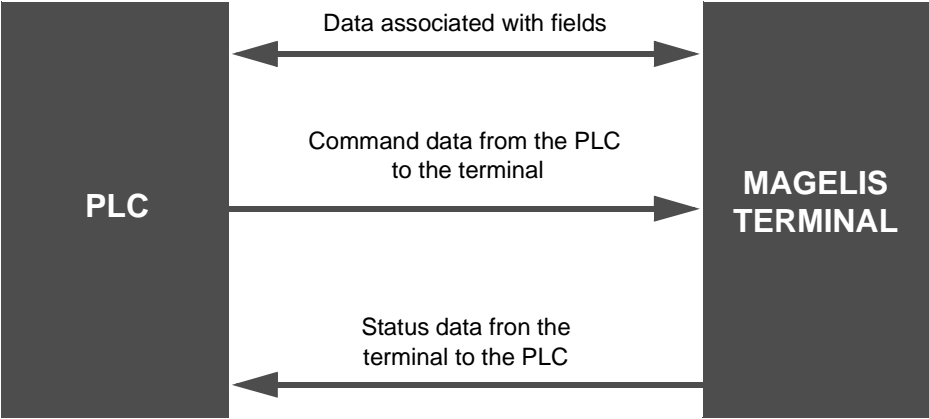 Data associated with fields
Command data from the PLC
to the terminal
PLC
MAGELIS
TERMINAL
Status data fron the
terminal to the PLC